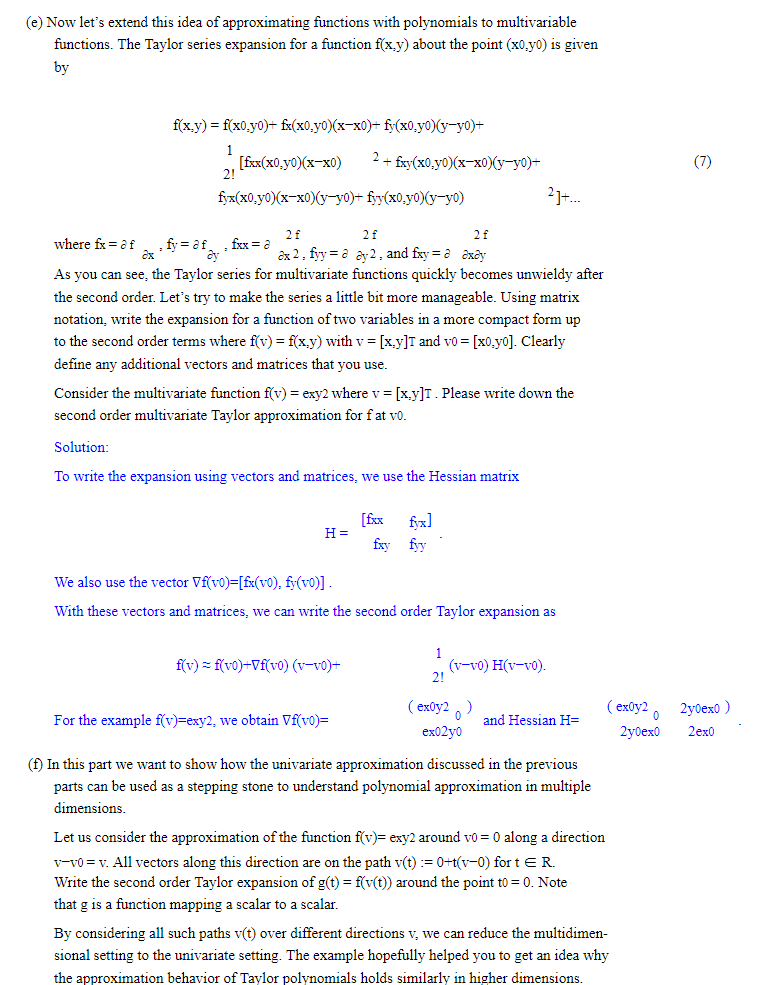 (e) Now let’s extend this idea of approximating functions with polynomials to multivariable
functions. The Taylor series expansion for a function f(x,y) about the point (x0,y0) is given
by
f(x,y) = f(x0,y0)+ fx(x0,y0)(x−x0)+ fy(x0,y0)(y−y0)+
1
2! [fxx(x0,y0)(x−x0) 2 + fxy(x0,y0)(x−x0)(y−y0)+ (7)
fyx(x0,y0)(x−x0)(y−y0)+ fyy(x0,y0)(y−y0) 2]+...
2 f 2 f 2 f
where fx = ∂ f ∂x , fy = ∂ f ∂y , fxx = ∂ ∂x 2 , fyy = ∂ ∂y 2 , and fxy = ∂ ∂x∂y
As you can see, the Taylor series for multivariate functions quickly becomes unwieldy after
the second order. Let’s try to make the series a little bit more manageable. Using matrix
notation, write the expansion for a function of two variables in a more compact form up
to the second order terms where f(v) = f(x,y) with v = [x,y]T and v0 = [x0,y0]. Clearly
define any additional vectors and matrices that you use.
Consider the multivariate function f(v) = exy2 where v = [x,y]T . Please write down the
second order multivariate Taylor approximation for f at v0.
Solution:
To write the expansion using vectors and matrices, we use the Hessian matrix
[fxx fyx]
H = .
fxy fyy
We also use the vector ∇f(v0)=[fx(v0), fy(v0)] .
With these vectors and matrices, we can write the second order Taylor expansion as
1
f(v) ≈ f(v0)+∇f(v0) (v−v0)+ (v−v0) H(v−v0).
2!
( ex0y2 0 ) ( ex0y2 0 2y0ex0 )
For the example f(v)=exy2, we obtain ∇f(v0)= and Hessian H= .
ex02y0 2y0ex0 2ex0
(f) In this part we want to show how the univariate approximation discussed in the previous
parts can be used as a stepping stone to understand polynomial approximation in multiple
dimensions.
Let us consider the approximation of the function f(v)= exy2 around v0 = 0 along a direction
v−v0 = v. All vectors along this direction are on the path v(t) := 0+t(v−0) for t ∈ R.
Write the second order Taylor expansion of g(t) = f(v(t)) around the point t0 = 0. Note
that g is a function mapping a scalar to a scalar.
By considering all such paths v(t) over different directions v, we can reduce the multidimen-
sional setting to the univariate setting. The example hopefully helped you to get an idea why
the approximation behavior of Taylor polynomials holds similarly in higher dimensions.